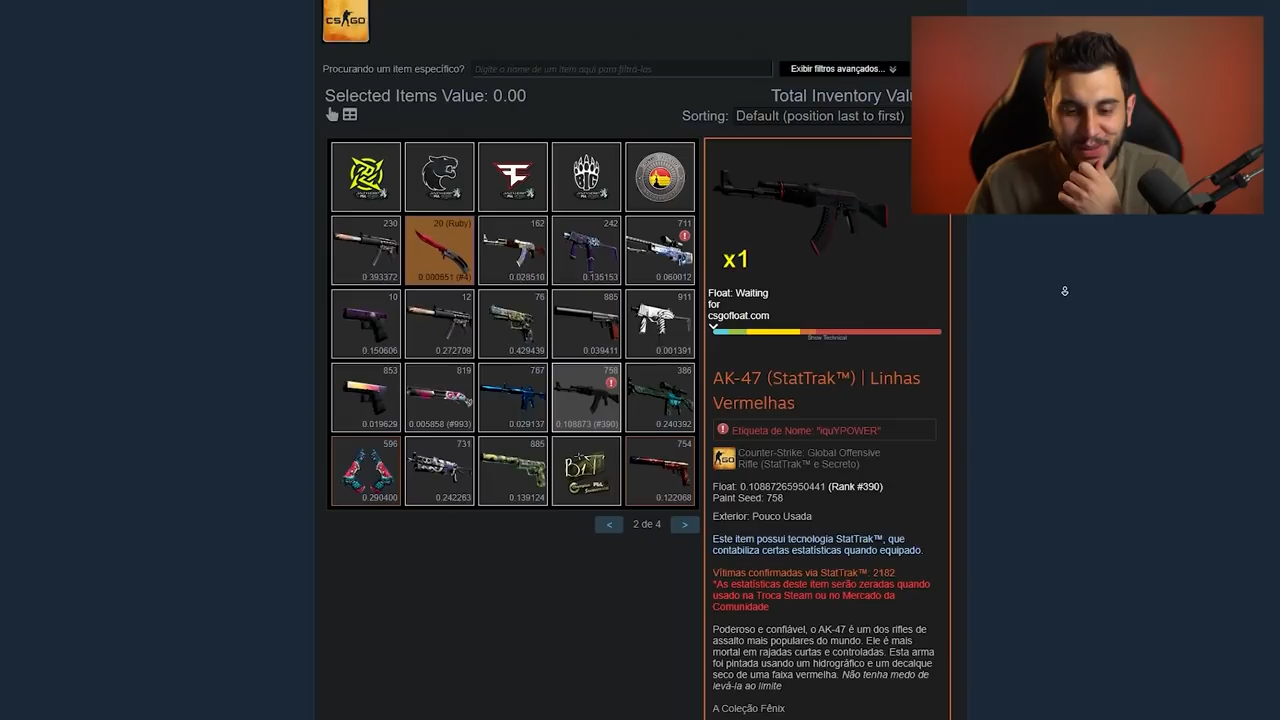 CS GO
Procurando um item específico?
Digite o nome de um item aqui para filtrá-los
Exibir filtros avançados...
Selected Items Value: 0.00
Total Inventory Valu
Sorting:
Default (position last to first)
230
0.393372
20 (Ruby)
0.000551 (#4)
162
0.028510
242
0.135153
711
0.060012
10
0.150606
12
0.272709
76
0.429439
885
0.039411
911
0.001391
853
0.019629
819
0.005858 (#993)
767
0.029137
758
0.108873 (#390)
386
0.240392
596
0.290400
731
0.242263
885
0.139124
754
0.122068
<
2 de 4
>
x1
Float: Waiting
for
csgofloat.com
Show Technical
AK-47 (StatTrak™) | Linhas
Vermelhas
Etiqueta de Nome: "iquYPOWER"
Counter-Strike: Global Offensive
Rifle (StatTrak™ e Secreto)
Float: 0.10887265950441 (Rank #390)
Paint Seed: 758
Exterior: Pouco Usada
Este item possui tecnologia StatTrak™, que
contabiliza certas estatísticas quando equipado.
Vítimas confirmadas via StatTrak™: 2182
*As estatísticas deste item serão zeradas quando
usado na Troca Steam ou no Mercado da
Comunidade
Poderoso e confiável, o AK-47 é um dos rifles de
assalto mais populares do mundo. Ele é mais
mortal em rajadas curtas e controladas. Esta arma
foi pintada usando um hidrográfico e um decalque
seco de uma faixa vermelha. Não tenha medo de
levá-la ao limite
A Coleção Fênix